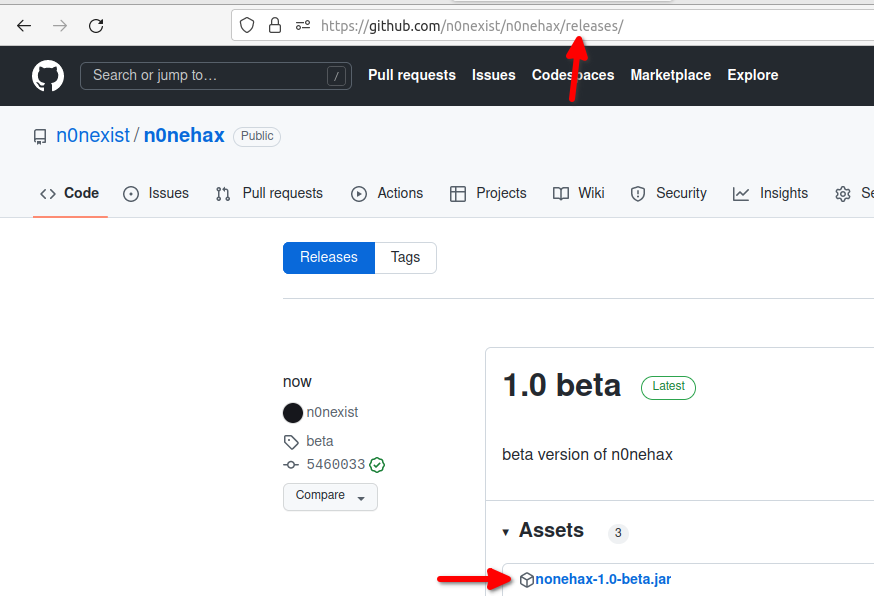 https://github.com/n0nexist/n0nehax/releases/
Search or jump to… / Pull requests Issues Codespaces Marketplace Explore
n0nexist / n0nehax Public
Code Issues Pull requests Actions Projects Wiki Security Insights Se
Releases Tags
now
n0nexist
beta
5460033
Compare
1.0 beta Latest
beta version of n0nehax
Assets 3
nonehax-1.0-beta.jar